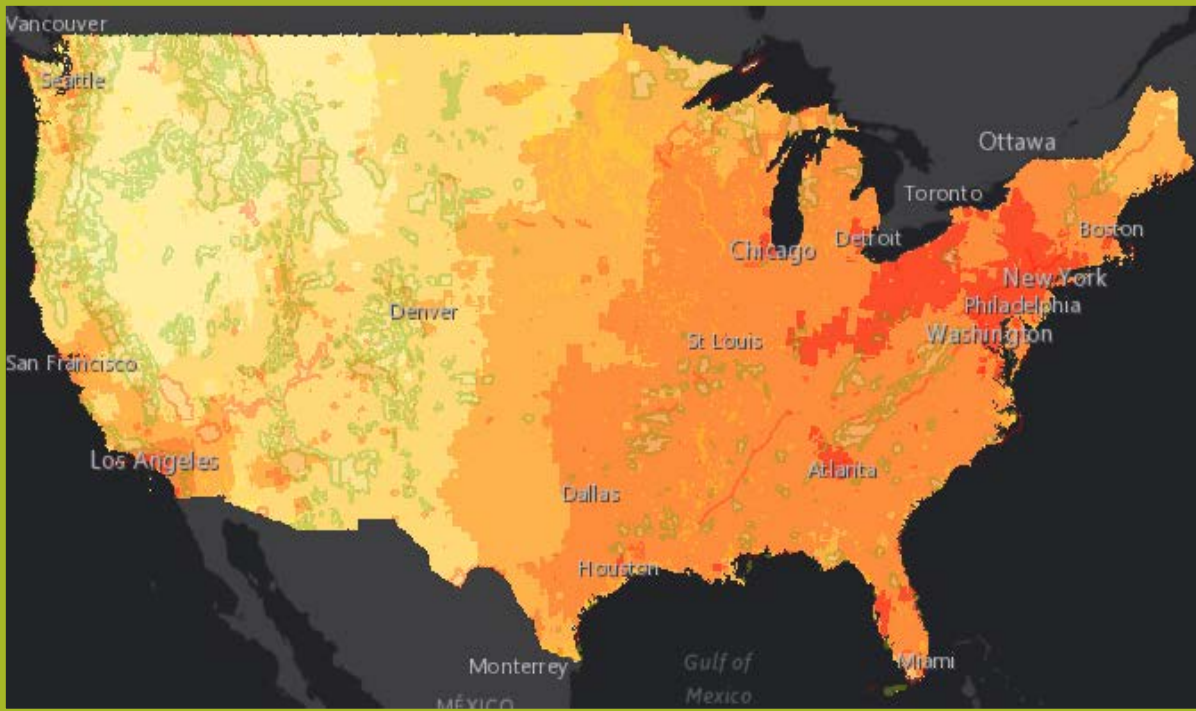 Vancouver
Seattle
Ottawa
Toronto
Boston
Chicago
Detroit
New York
Denver
Philadelphia
Washington
St Louis
San Francisco
Los Angeles
Atlanta
Dallas
Houston
Miami
Monterrey
Gulf of
Mexico
MÉXICO